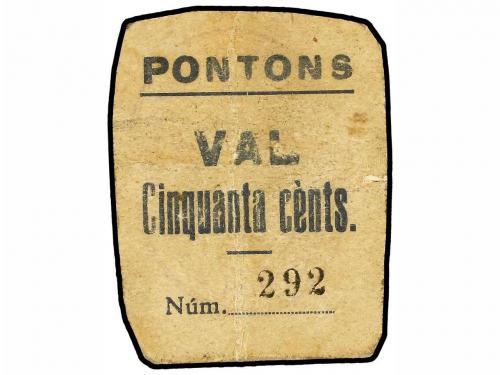 PONTONS
VAL
Cinquanta cènts.
Núm. 292